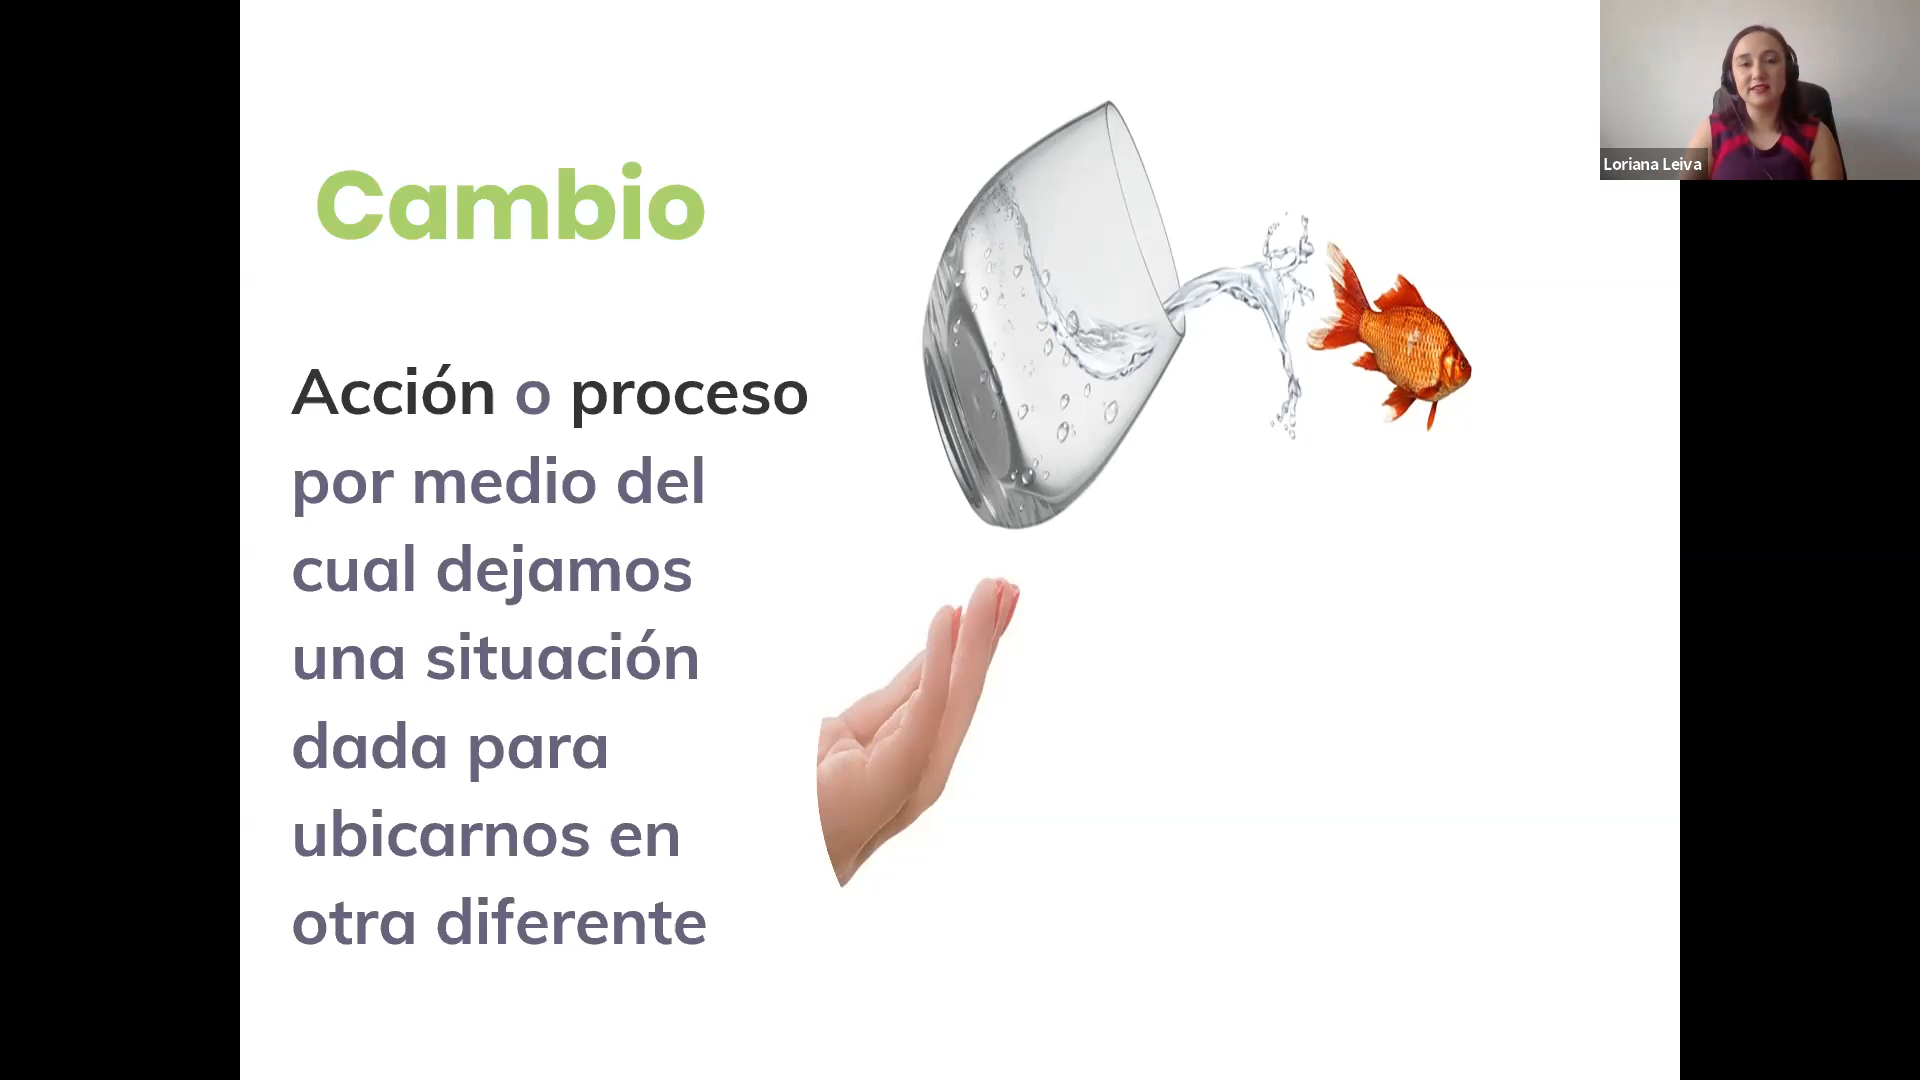 Cambio
Acción o proceso
por medio del
cual dejamos
una situación
dada para
ubicarnos en
otra diferente
Loriana Leiva